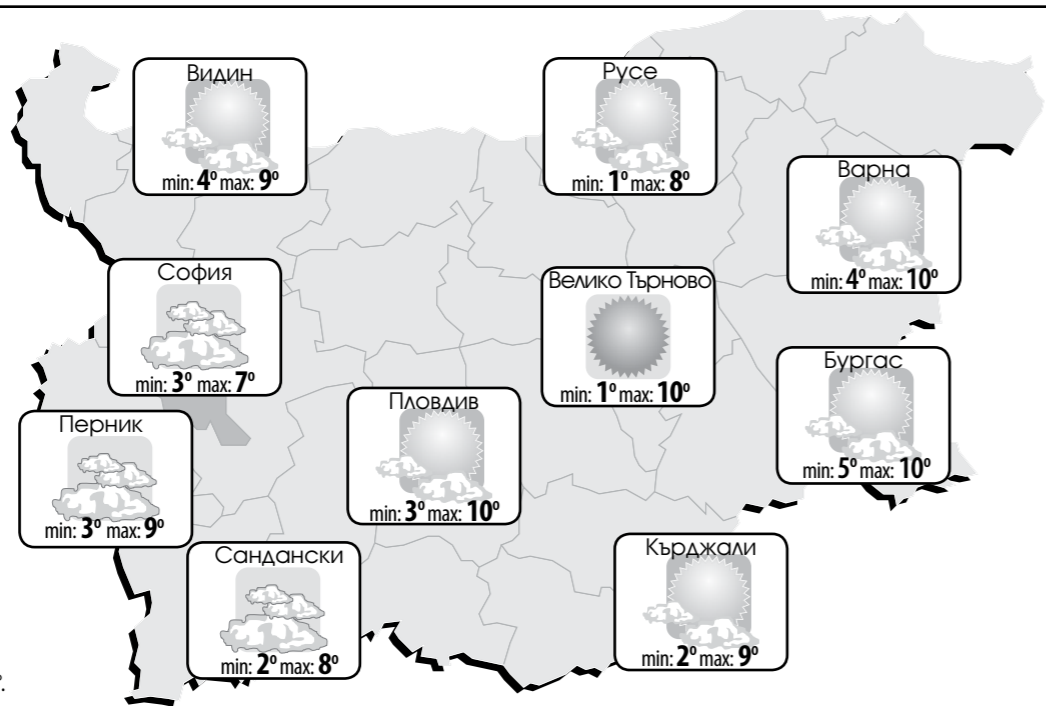 Видин
min: 4° max: 9°
Русе
min: 1° max: 8°
Варна
min: 4° max: 10°
София
min: 3° max: 7°
Велико Търново
min: 1° max: 10°
Бургас
min: 5° max: 10°
Пловдив
min: 3° max: 10°
Перник
min: 3° max: 9°
Сандански
min: 2° max: 8°
Кърджали
min: 2° max: 9°
°.